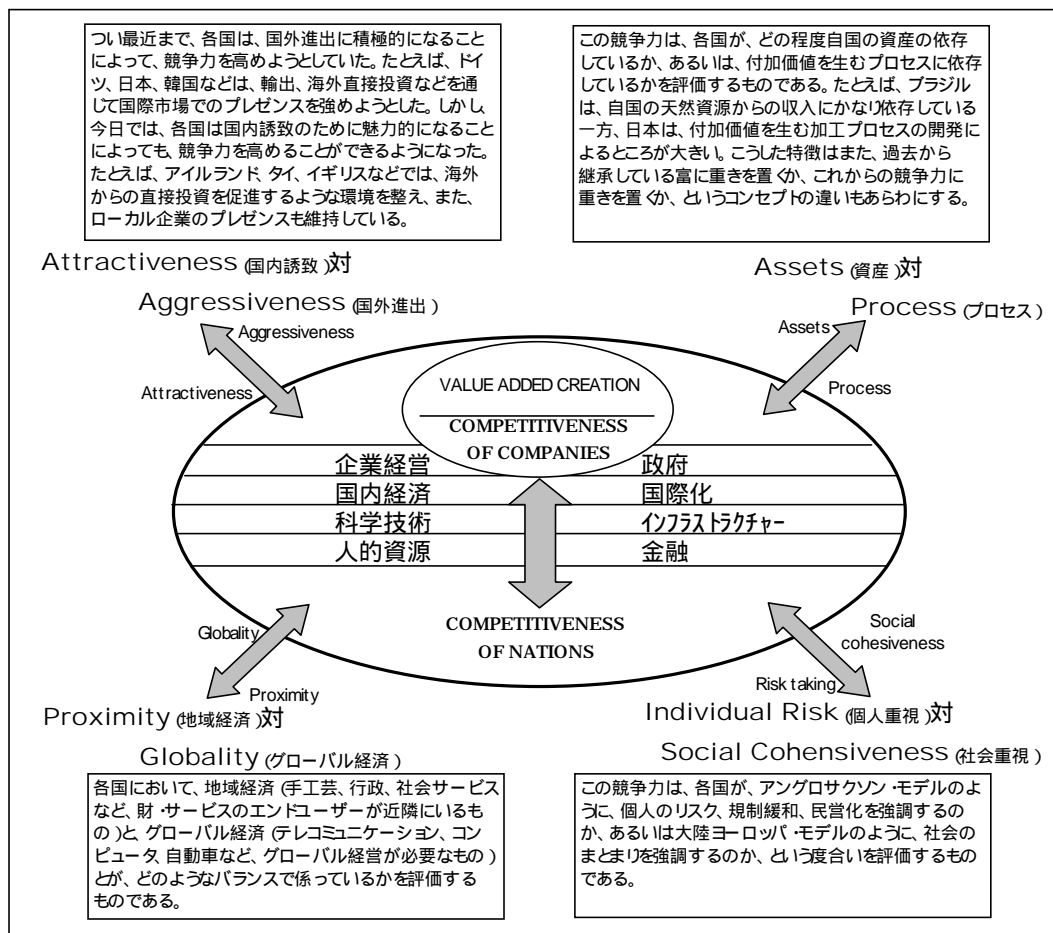 つい最近まで、各国は、国外進出に積極的になること
によって、競争力を高めようとしていた。たとえば、ドイ
ツ、日本、韓国などは、輸出、海外直接投資などを通
じて国際市場でのプレゼンスを強めようとした。しかし、
今日では、各国は国内誘致のために魅力的になること
によっても、競争力を高めることができるようになった。
たとえば、アイルランド、タイ、イギリスなどでは、海外
からの直接投資を促進するような環境を整え、また、
ローカル企業のプレゼンスも維持している。
この競争力は、各国が、どの程度自国の資産の依存
しているか、あるいは、付加価値を生むプロセスに依存
しているかを評価するものである。たとえば、ブラジル
は、自国の天然資源からの収入にかなり依存している
一方、日本は、付加価値を生む加工プロセスの開発に
よるところが大きい。こうした特徴はまた、過去から
継承している富に重きを置くか、これからの競争力に
重きを置くか、というコンセプトの違いもあらわにする。
Attractiveness (国内誘致)対
Aggressiveness (国外進出)
Assets (資産)対
Process (プロセス)
Aggressiveness
Attractiveness
Assets
Process
VALUE ADDED CREATION
COMPETITIVENESS
OF COMPANIES
企業経営 政府
国内経済 国際化
科学技術 インフラストラクチャー
人的資源 金融
COMPETITIVENESS
OF NATIONS
Globality
Proximity
Social
cohesiveness
Risk taking
Proximity (地域経済)対
Globality (グローバル経済)
Individual Risk (個人重視)対
Social Cohensiveness (社会重視)
各国において、地域経済(手工芸、行政、社会サービス
など、財・サービスのエンドユーザーが近隣にいるも
の)と、グローバル経済(テレコミュニケーション、コン
ピュータ、自動車など、グローバル経営が必要なもの)
とが、どのようなバランスで係っているかを評価する
ものである。
この競争力は、各国が、アングロサクソン・モデルのよ
うに、個人のリスク、規制緩和、民営化を強調するの
か、あるいは大陸ヨーロッパ・モデルのように、社会の
まとまりを強調するのか、という度合いを評価するもの
である。